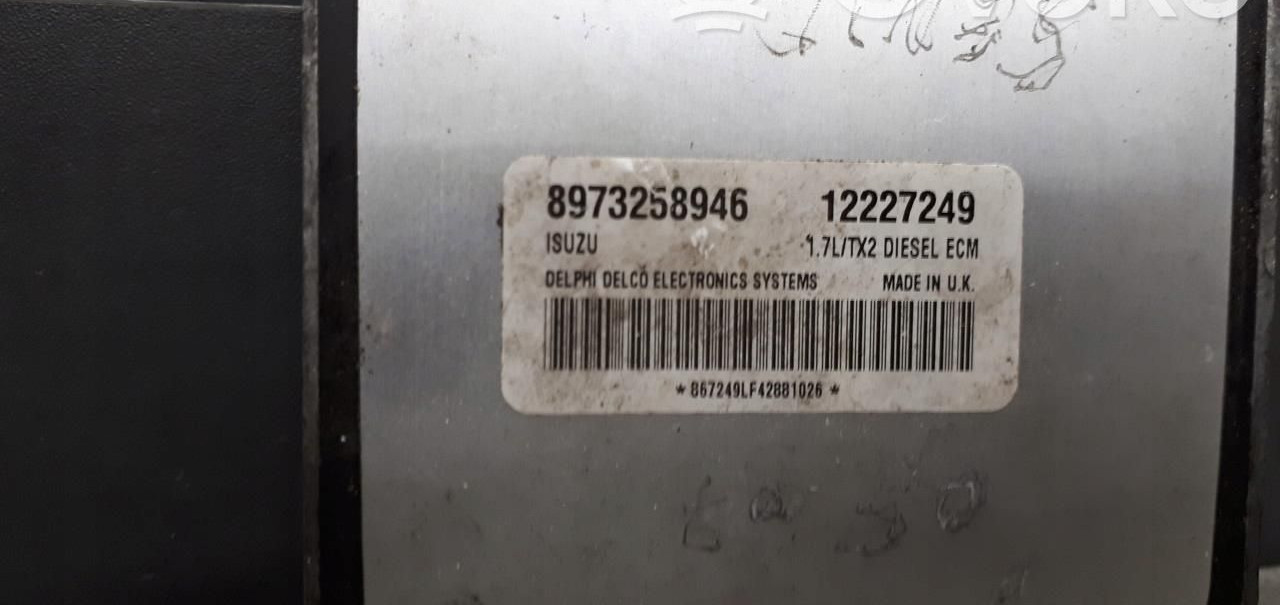 8973258946 12227249
ISUZU 1.7L/TX2 DIESEL ECM
DELPHI DELCO ELECTRONICS SYSTEMS MADE IN U.K.
*867249LF42881026*